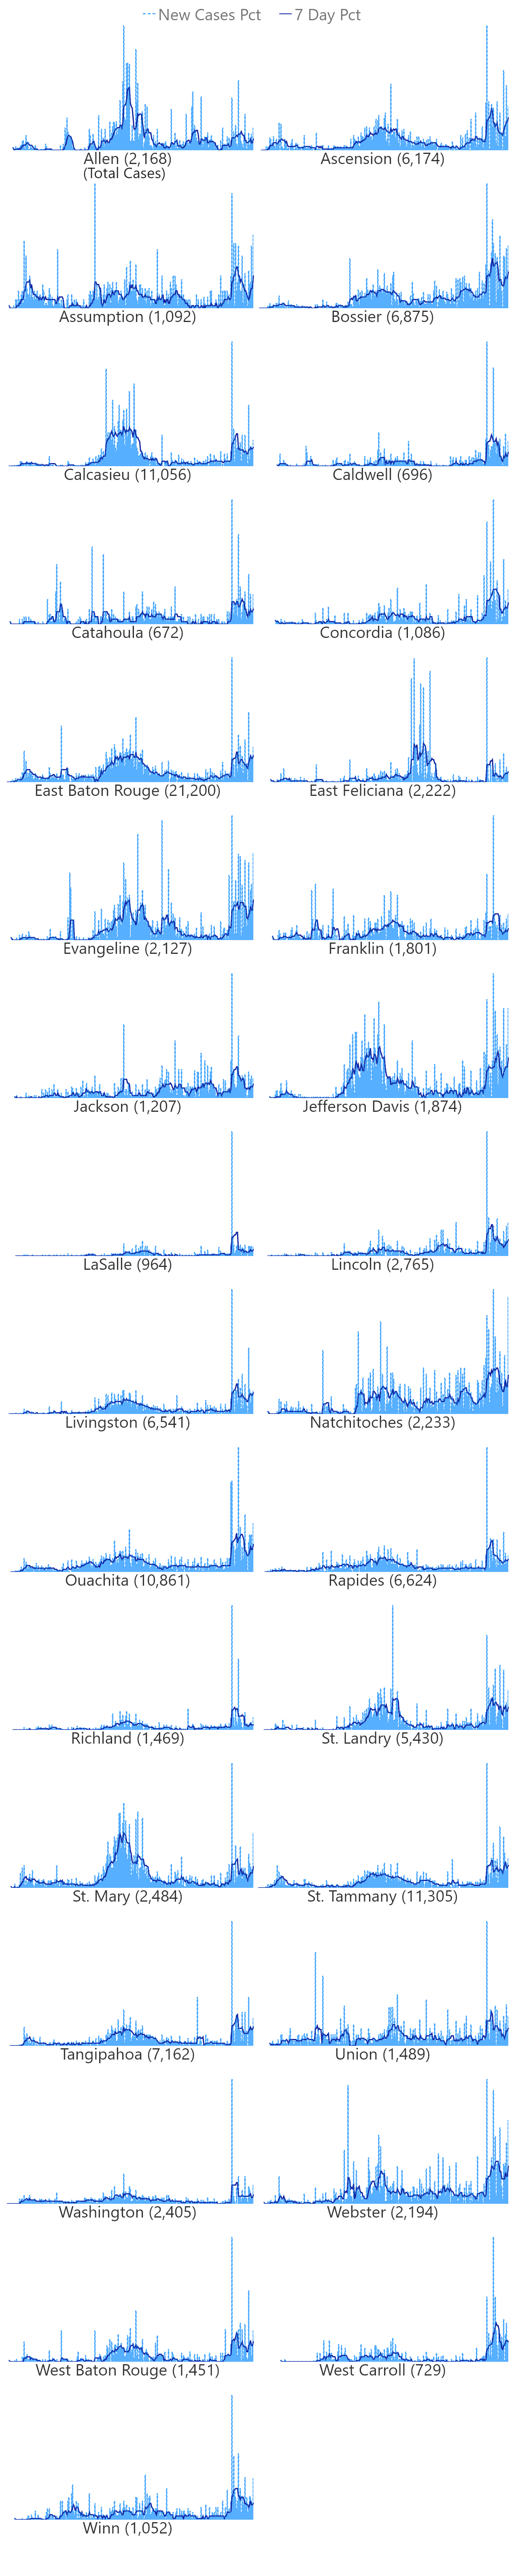 New Cases Pct 7 Day Pct
Allen (2,168)
(Total Cases)
Ascension (6,174)
Assumption (1,092)
Bossier (6,875)
Calcasieu (11,056)
Caldwell (696)
Catahoula (672)
Concordia (1,086)
East Baton Rouge (21,200)
East Feliciana (2,222)
Evangeline (2,127)
Franklin (1,801)
Jackson (1,207)
Jefferson Davis (1,874)
LaSalle (964)
Lincoln (2,765)
Livingston (6,541)
Natchitoches (2,233)
Ouachita (10,861)
Rapides (6,624)
Richland (1,469)
St. Landry (5,430)
St. Mary (2,484)
St. Tammany (11,305)
Tangipahoa (7,162)
Union (1,489)
Washington (2,405)
Webster (2,194)
West Baton Rouge (1,451)
West Carroll (729)
Winn (1,052)